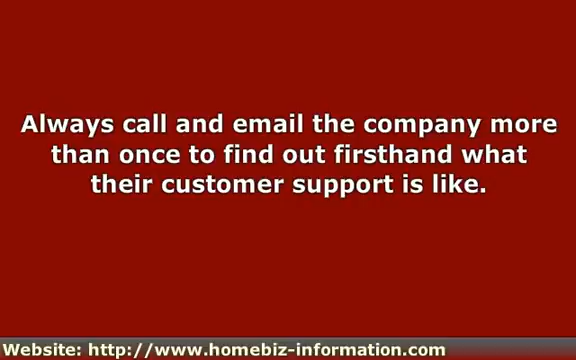 Always call and email the company more
than once to find out firsthand what
their customer support is like.
Website: http://www.homebiz-information.com